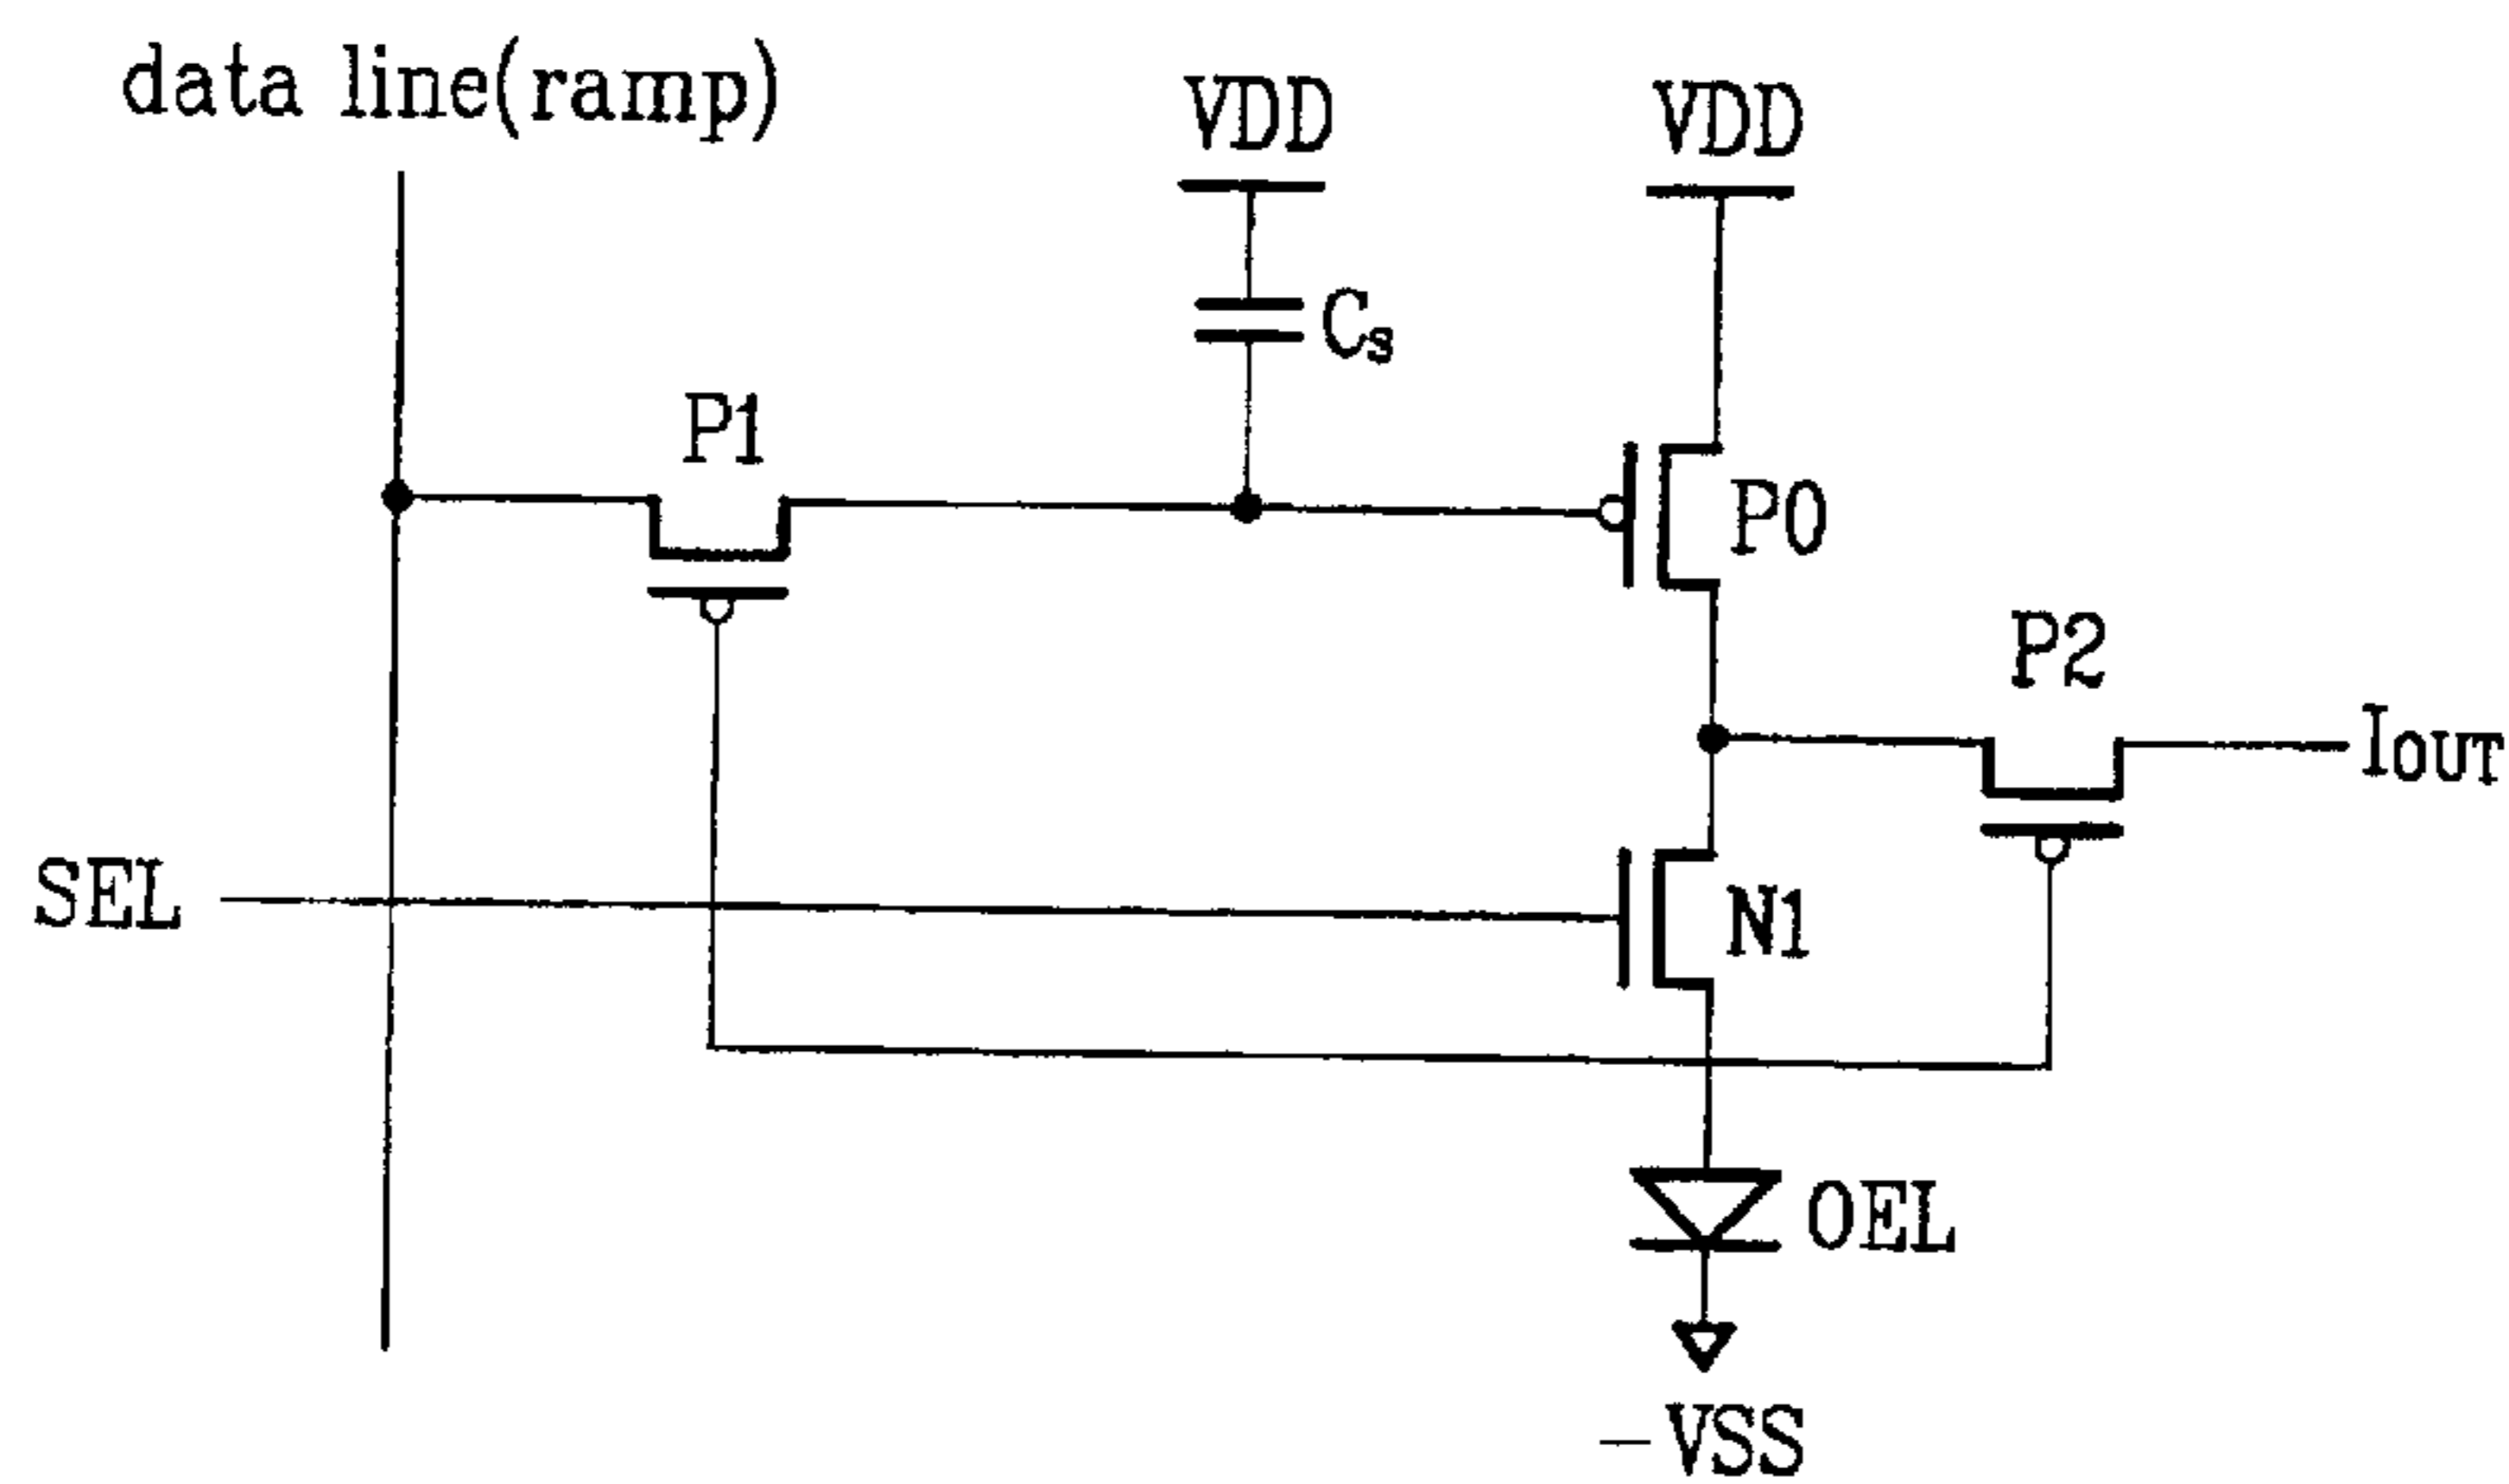 data line(ramp)
VDD
VDD
Cs
P1
P0
P2
IOUT
SEL
N1
OEL
－VSS